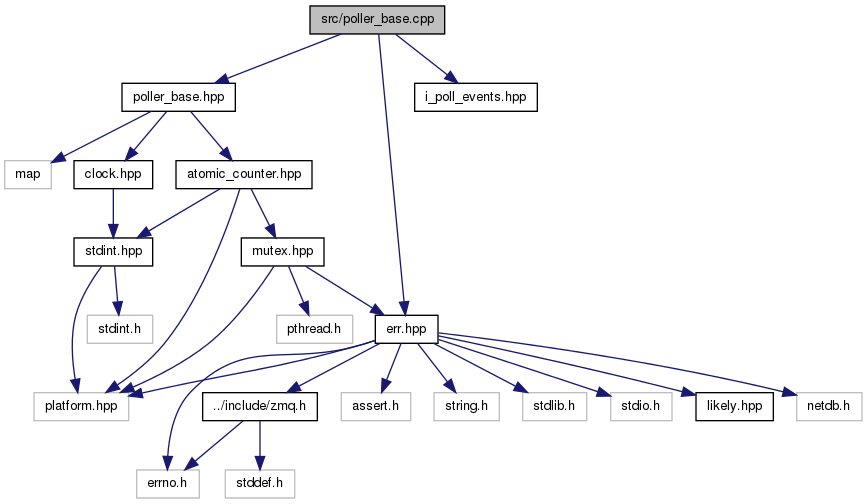 src/poller_base.cpp
poller_base.hpp
i_poll_events.hpp
map
clock.hpp
atomic_counter.hpp
stdint.hpp
mutex.hpp
stdint.h
pthread.h
err.hpp
platform.hpp
../include/zmq.h
assert.h
string.h
stdlib.h
stdio.h
likely.hpp
netdb.h
errno.h
stddef.h